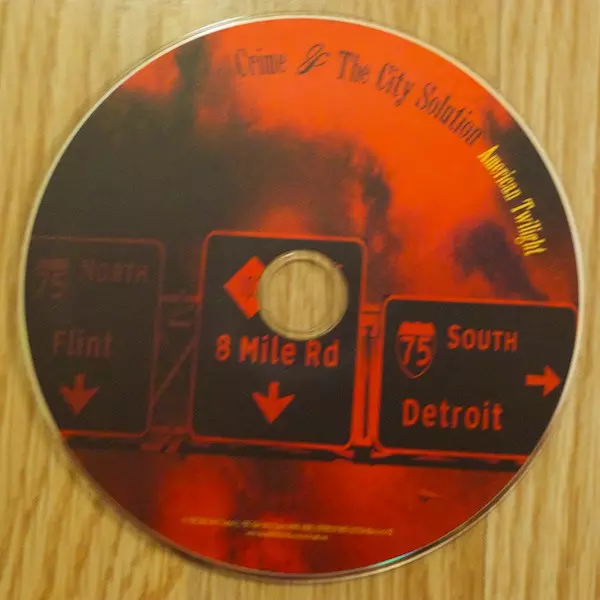 Crime & The City Solution
American Twilight
75 NORTH
Flint
8 Mile Rd
75 SOUTH
Detroit